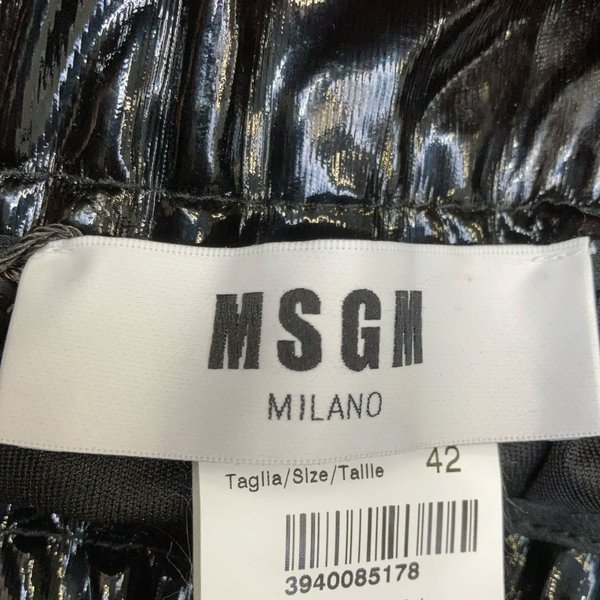 MSGM
MILANO
Taglia/Size/Taille 42
3940085178